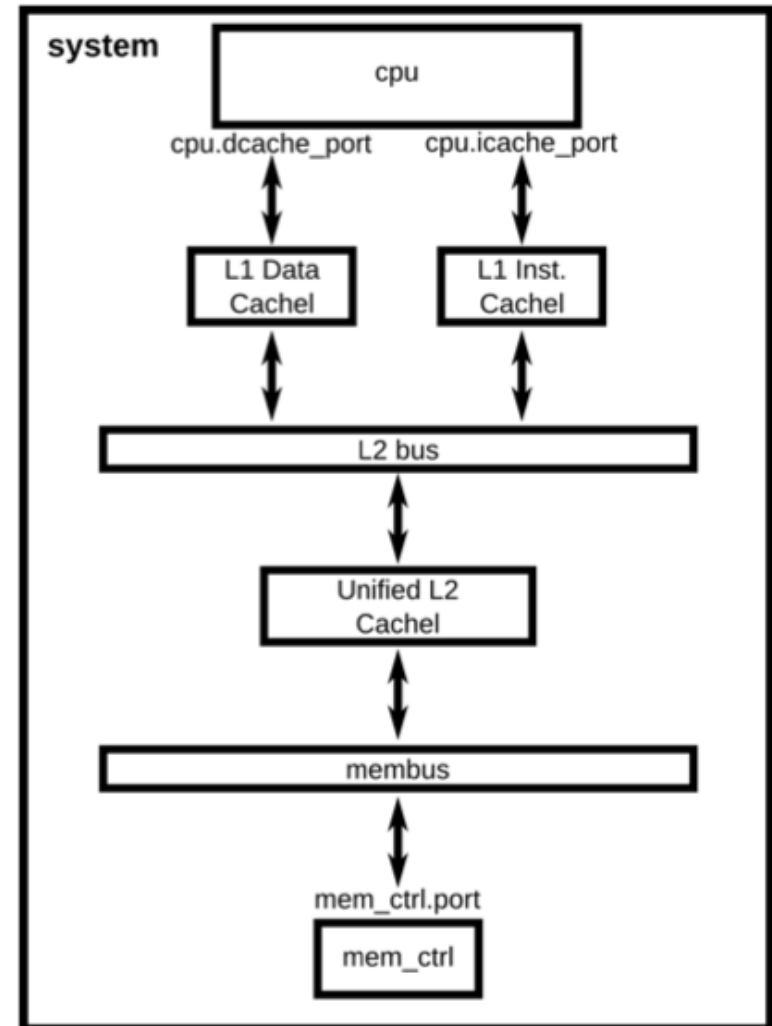 system
cpu
cpu.dcache_port cpu.icache_port
L1 Data
Cachel
L1 Inst.
Cachel
L2 bus
Unified L2
Cachel
membus
mem_ctrl.port
mem_ctrl